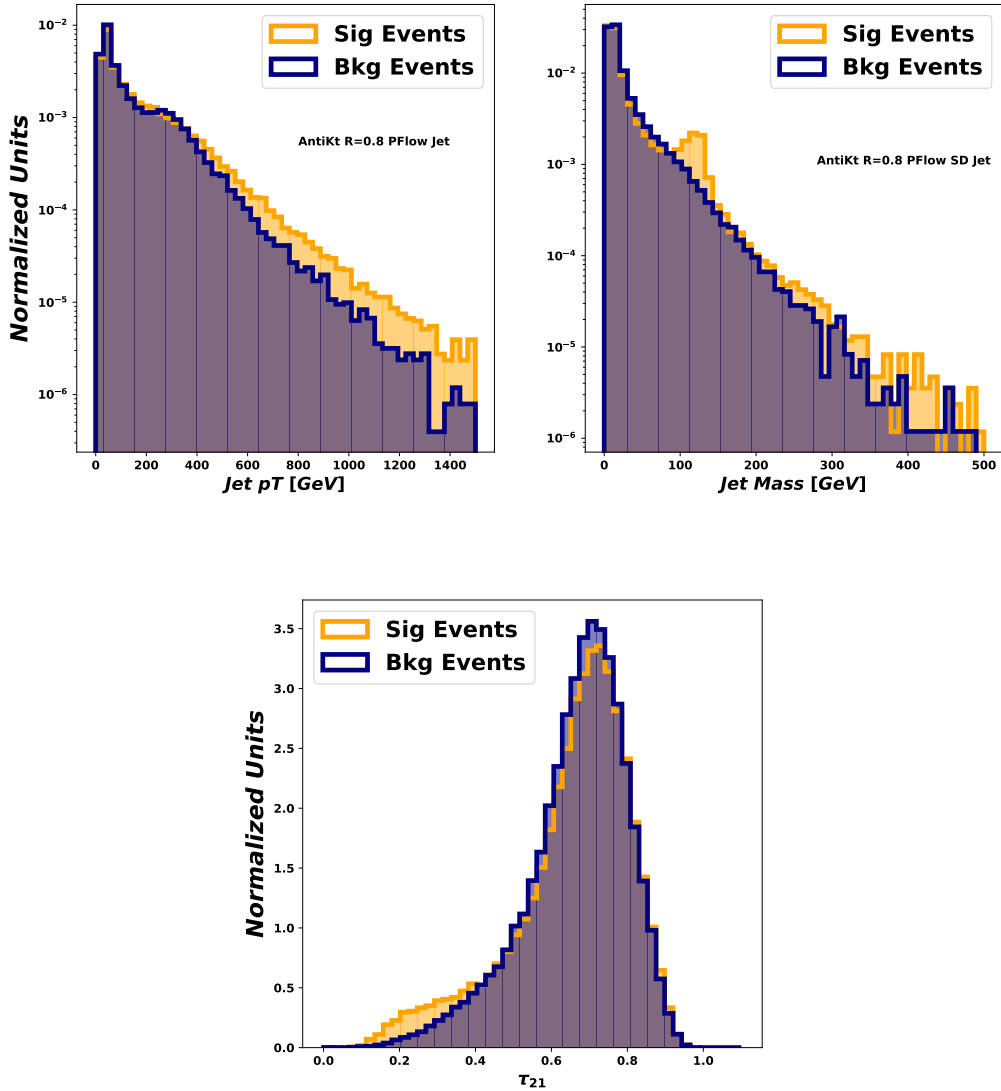 Normalized Units
10⁻²
10⁻³
10⁻⁴
10⁻⁵
10⁻⁶
Sig Events
Bkg Events
AntiKt R=0.8 PFlow Jet
0 200 400 600 800 1000 1200 1400
Jet pT [GeV]
10⁻²
10⁻³
10⁻⁴
10⁻⁵
10⁻⁶
Sig Events
Bkg Events
AntiKt R=0.8 PFlow SD Jet
0 100 200 300 400 500
Jet Mass [GeV]
Normalized Units
3.5
3.0
2.5
2.0
1.5
1.0
0.5
0.0
Sig Events
Bkg Events
0.0 0.2 0.4 0.6 0.8 1.0
τ₂₁